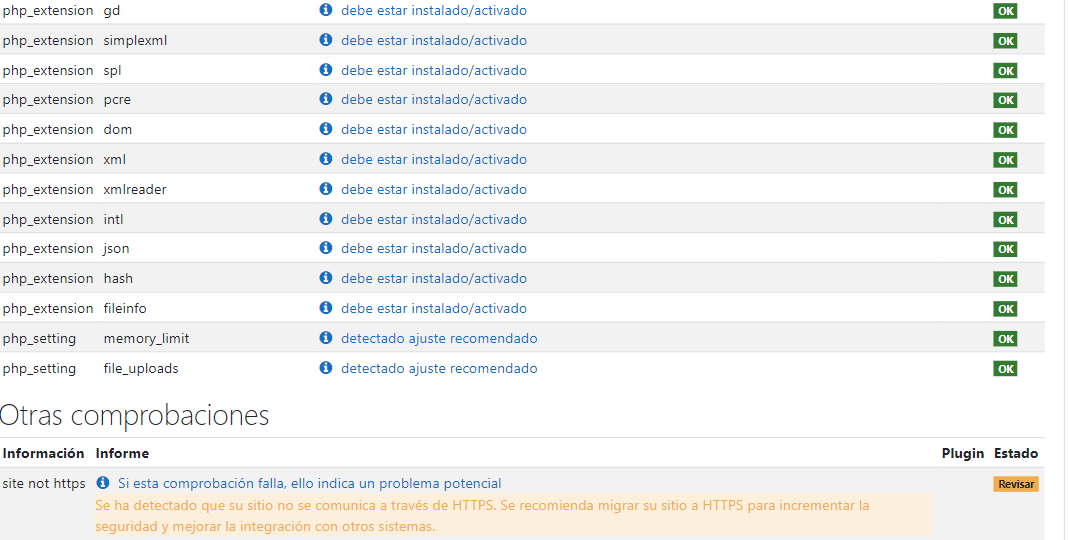 php_extension gd debe estar instalado/activado OK
php_extension simplexml debe estar instalado/activado OK
php_extension spl debe estar instalado/activado OK
php_extension pcre debe estar instalado/activado OK
php_extension dom debe estar instalado/activado OK
php_extension xml debe estar instalado/activado OK
php_extension xmlreader debe estar instalado/activado OK
php_extension intl debe estar instalado/activado OK
php_extension json debe estar instalado/activado OK
php_extension hash debe estar instalado/activado OK
php_extension fileinfo debe estar instalado/activado OK
php_setting memory_limit detectado ajuste recomendado OK
php_setting file_uploads detectado ajuste recomendado OK
Otras comprobaciones
Información Informe Plugin Estado
site not https Si esta comprobación falla, ello indica un problema potencial Revisar
Se ha detectado que su sitio no se comunica a través de HTTPS. Se recomienda migrar su sitio a HTTPS para incrementar la
seguridad y mejorar la integración con otros sistemas.